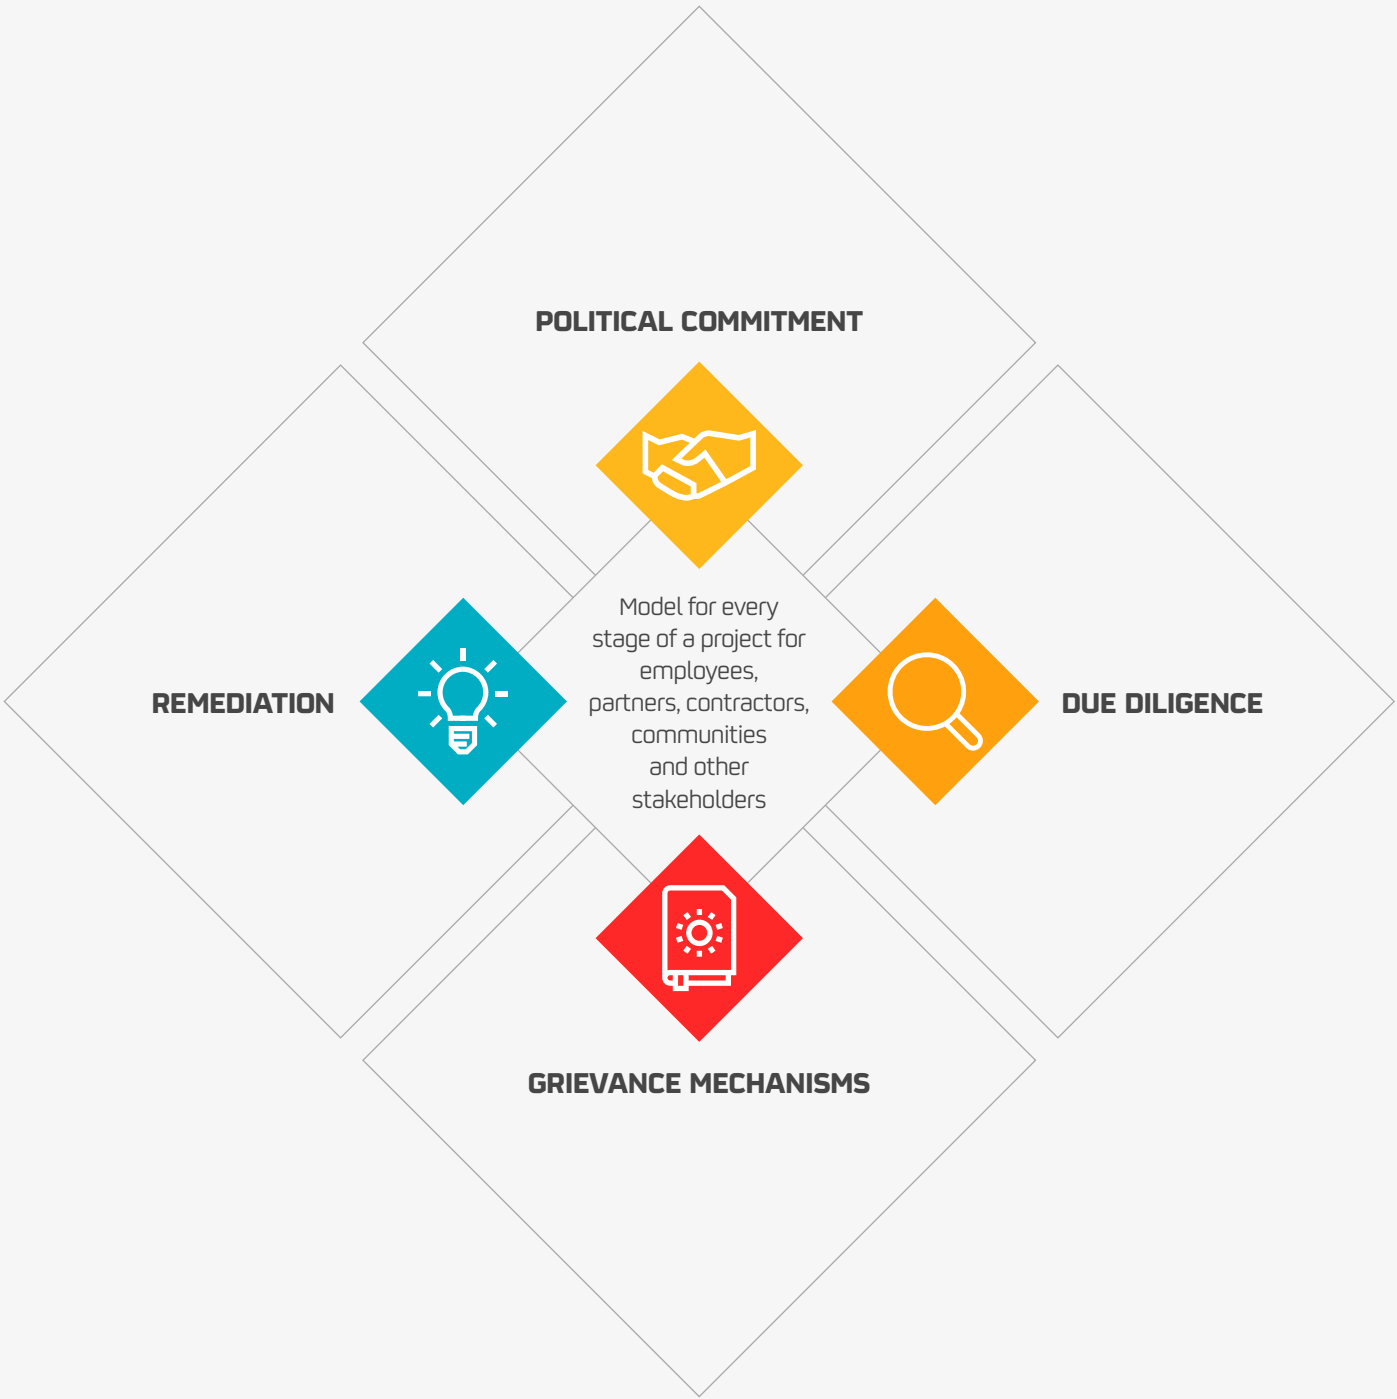 POLITICAL COMMITMENT
Model for every
stage of a project for
employees,
partners, contractors,
communities
and other
stakeholders
REMEDIATION
DUE DILIGENCE
GRIEVANCE MECHANISMS